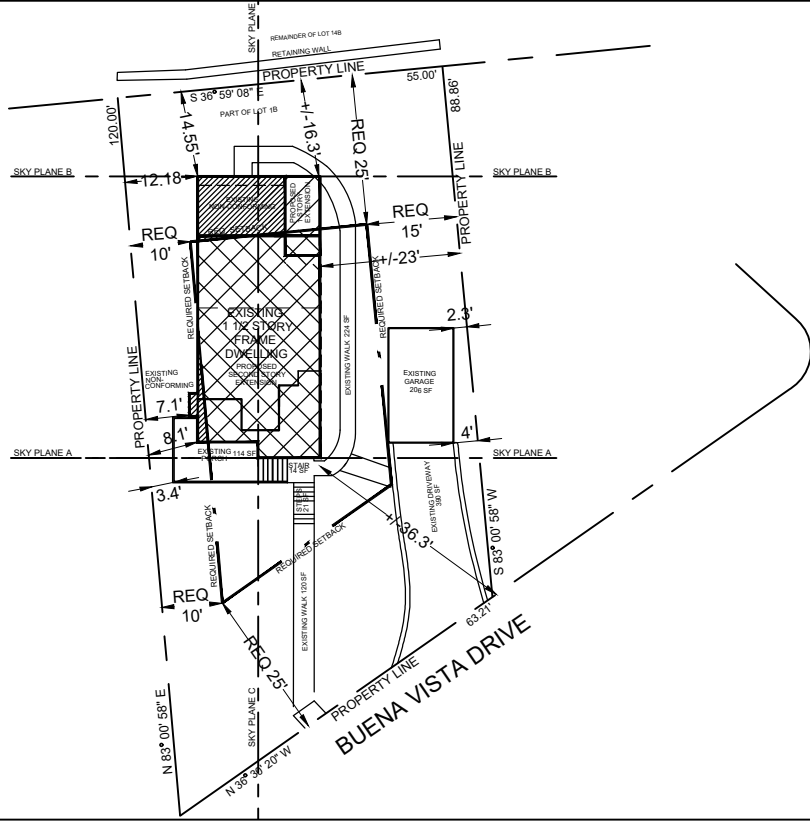 SKY PLANE
REMAINDER OF LOT 14B
RETAINING WALL
PROPERTY LINE
55.00'
S 36° 59' 08" E
88.86'
120.00'
PART OF LOT 1B
14.55'
+/-16.3'
REQ 25'
SKY PLANE B
SKY PLANE B
12.18
EXISTING
NON-CONFORMING
PROPOSED
1 STORY
EXTENSION
PROPERTY LINE
REQ
15'
REQ. SETBACK
REQ
10'
+/-23'
REQUIRED SETBACK
REQUIRED SETBACK
EXISTING
1 1/2 STORY
FRAME
DWELLING
PROPOSED
SECOND STORY
EXTENSION
EXISTING WALK 224 SF
2.3'
EXISTING
GARAGE
206 SF
PROPERTY LINE
EXISTING
NON-
CONFORMING
7.1'
8.1'
4'
SKY PLANE A
SKY PLANE A
EXISTING
PORCH 114 SF
STAIR
14 SF
3.4'
STEPS
21 SF
+/-36.3'
EXISTING DRIVEWAY
390 SF
S 83° 00' 58" W
REQUIRED SETBACK
REQUIRED SETBACK
REQ
10'
EXISTING WALK 120 SF
63.21'
REQ 25'
PROPERTY LINE
BUENA VISTA DRIVE
N 83° 00' 58" E
SKY PLANE C
N 36° 30' 20" W